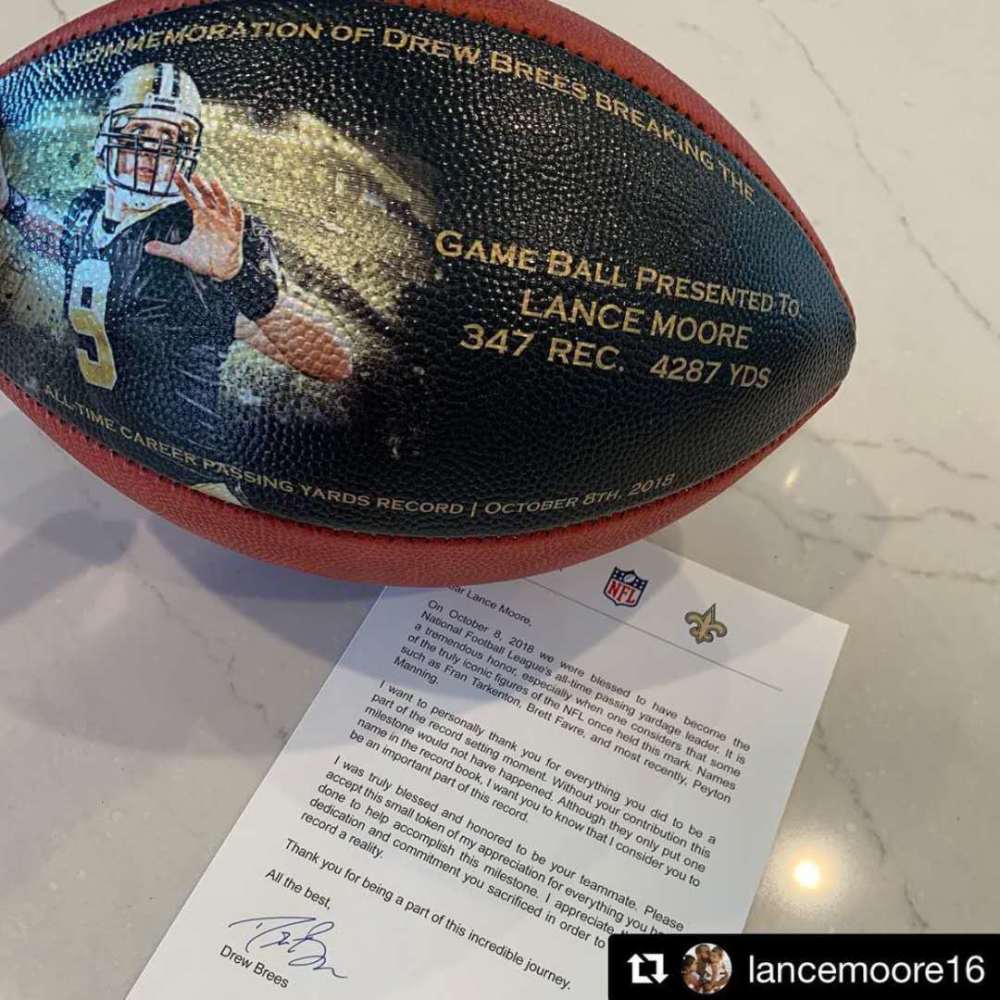 IN COMMEMORATION OF DREW BREES BREAKING THE
GAME BALL PRESENTED TO:
LANCE MOORE
347 REC. 4287 YDS
9
ALL-TIME CAREER PASSING YARDS RECORD | OCTOBER 8TH, 2018
NFL
Lance Moore,
On October 8, 2018 we were blessed to have become the
National Football League's all-time passing yardage leader. It is
a tremendous honor, especially when one considers that some
of the truly iconic figures of the NFL once held this mark. Names
such as Fran Tarkenton, Brett Favre, and most recently, Peyton
Manning.
I want to personally thank you for everything you did to be a
part of the record setting moment. Without your contribution this
milestone would not have happened. Although they only put one
name in the record book, I want you to know that I consider you to
be an important part of this record.
I was truly blessed and honored to be your teammate. Please
accept this small token of my appreciation for everything you
done to help accomplish this milestone. I appreciate
dedication and commitment you sacrificed in order to
record a reality.
Thank you for being a part of this incredible journey.
All the best,
Drew Brees
lancemoore16